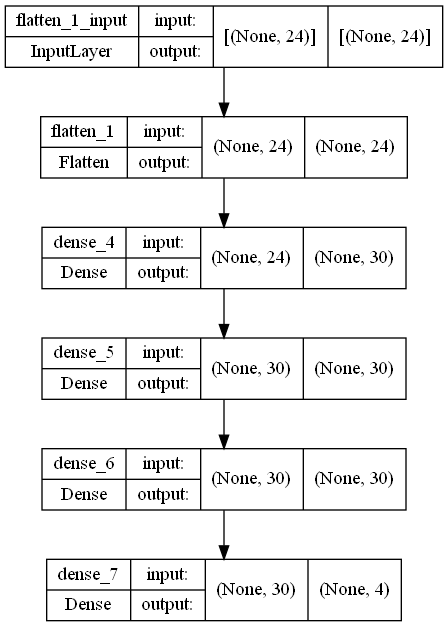 flatten_1_input input: [(None, 24)] [(None, 24)]
InputLayer output:
flatten_1 input: (None, 24) (None, 24)
Flatten output:
dense_4 input: (None, 24) (None, 30)
Dense output:
dense_5 input: (None, 30) (None, 30)
Dense output:
dense_6 input: (None, 30) (None, 30)
Dense output:
dense_7 input: (None, 30) (None, 4)
Dense output: